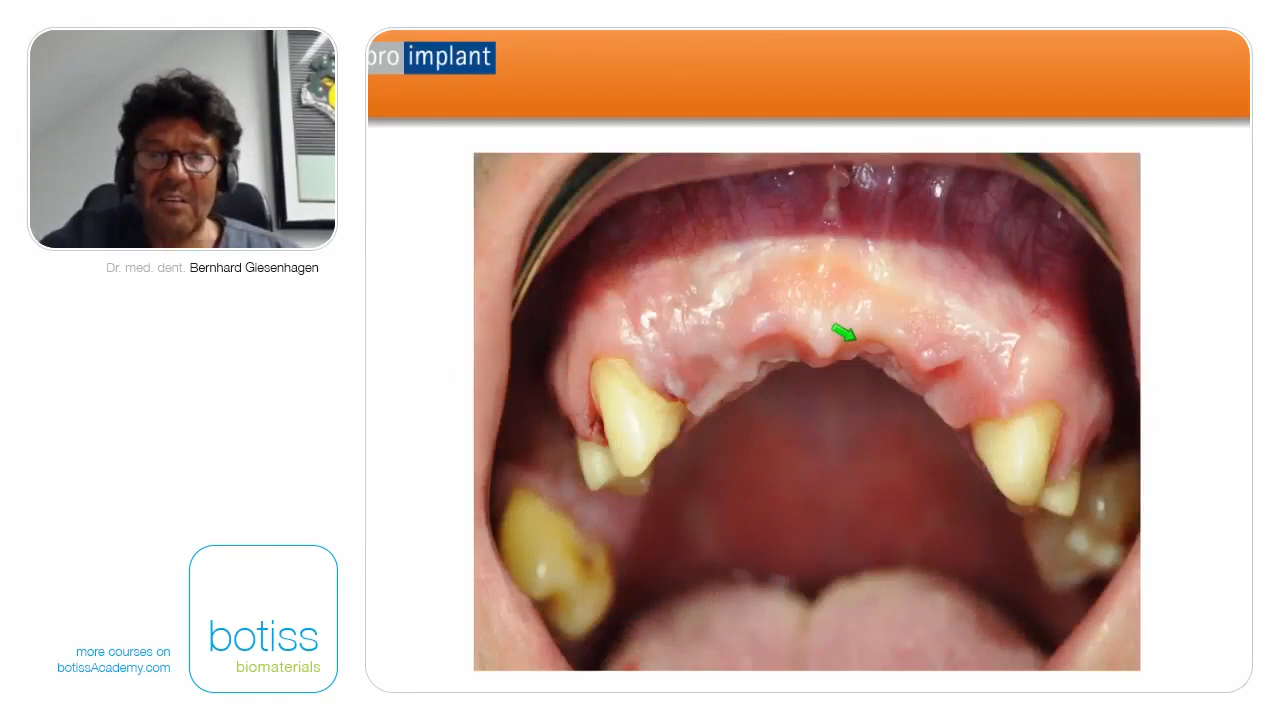 pro implant
Dr. med. dent. Bernhard Giesenhagen
botiss
biomaterials
more courses on
botissAcademy.com